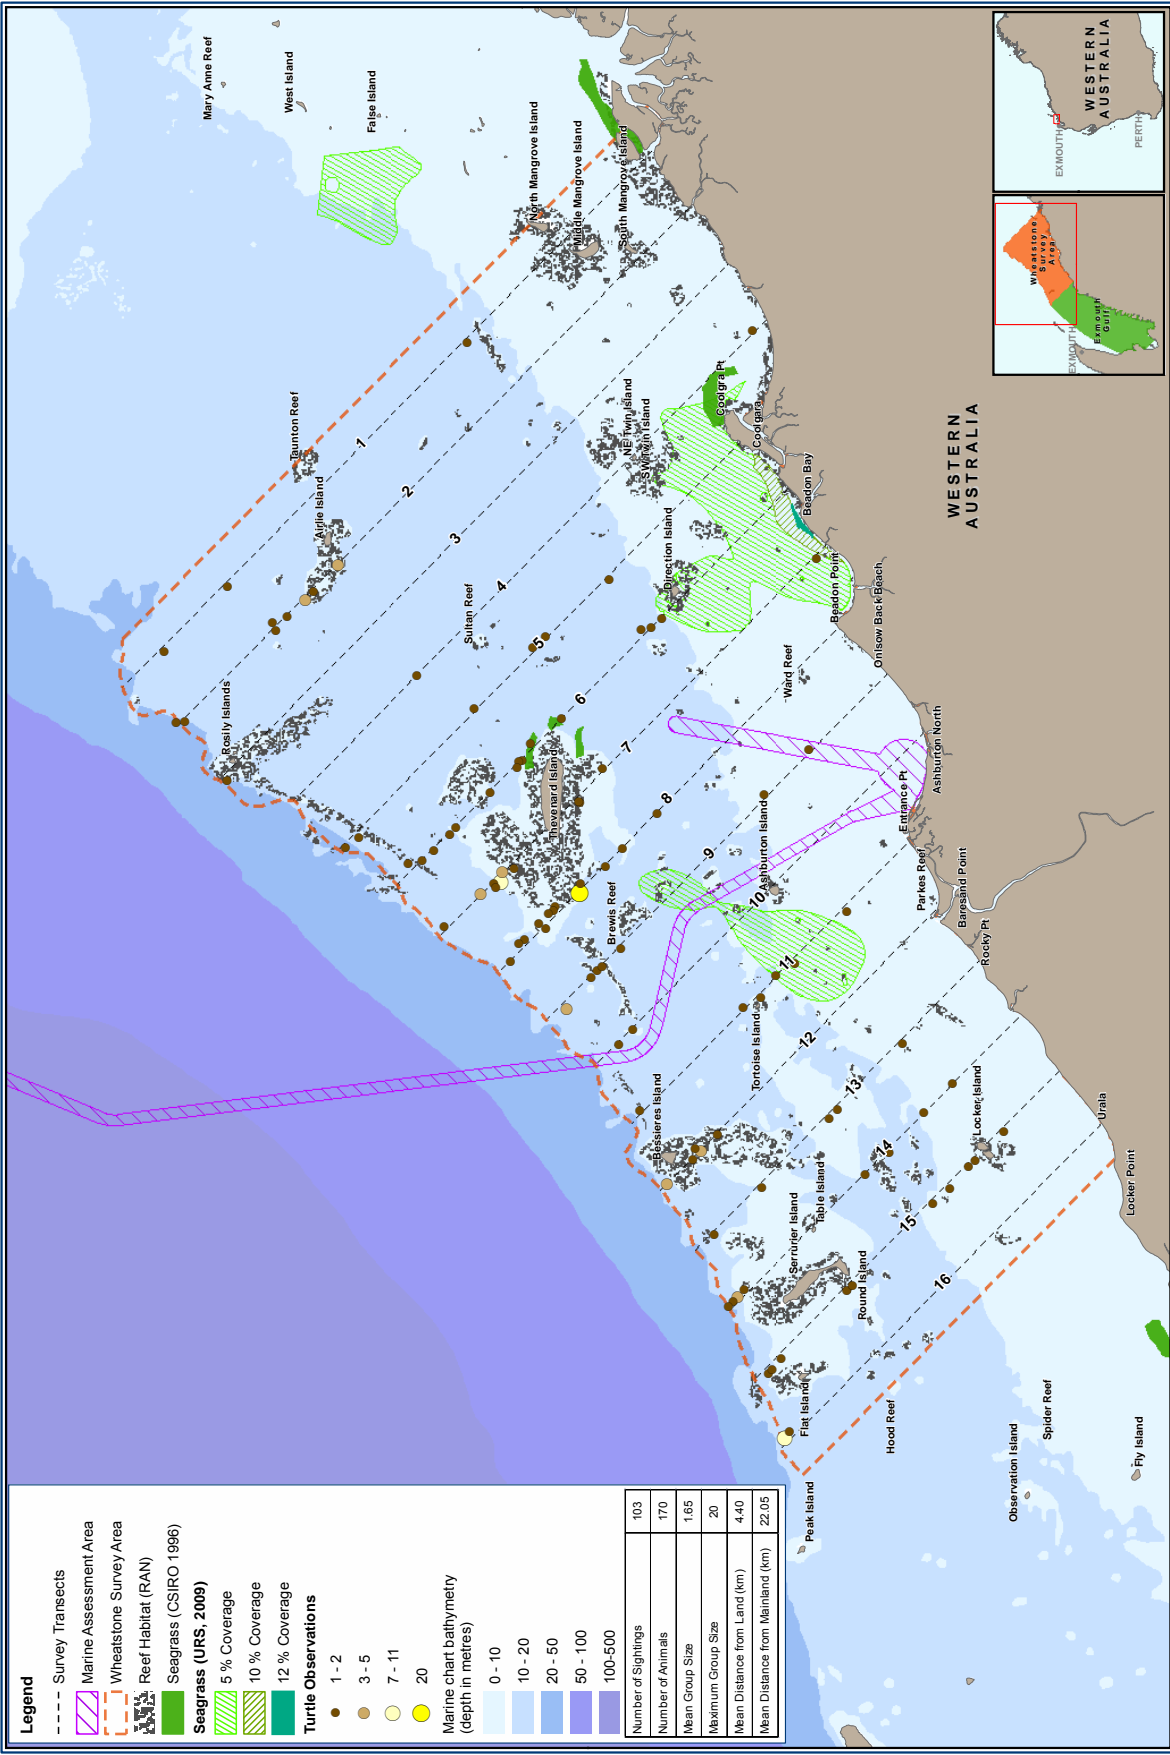 Legend
Survey Transects
Marine Assessment Area
Wheatstone Survey Area
Reef Habitat (RAN)
Seagrass (CSIRO 1996)
Seagrass (URS, 2009)
5 % Coverage
10 % Coverage
12 % Coverage
Turtle Observations
1 - 2
3 - 5
7 - 11
20
Marine chart bathymetry
(depth in metres)
0 - 10
10 - 20
20 - 50
50 - 100
100-500
Number of Sightings 103
Number of Animals 170
Mean Group Size 1.65
Maximum Group Size 20
Mean Distance from Land (km) 4.40
Mean Distance from Mainland (km) 22.05
Mary Anne Reef
West Island
False Island
North Mangrove Island
Middle Mangrove Island
South Mangrove Island
Taunton Reef
Airlie Island
Sultan Reef
Rosily Islands
NE Twin Island
SW Twin Island
Direction Island
Coolgra Pt
Coolgara
Beadon Bay
Beadon Point
Onlsow Back Beach
Ward Reef
Thevenard Island
Brewis Reef
Ashburton Island
Ashburton North
Entrance Pt
Parkes Reef
Baresand Point
Rocky Pt
Tortoise Island
Bessieres Island
Table Island
Serrurier Island
Round Island
Locker Island
Urala
Locker Point
Flat Island
Peak Island
Hood Reef
Observation Island
Spider Reef
Fly Island
1
2
3
4
5
6
7
8
9
10
11
12
13
14
15
16
WESTERN
AUSTRALIA
Wheatstone
Survey
Area
Exmouth
Gulf
EXMOUTH
WESTERN
AUSTRALIA
EXMOUTH
PERTH